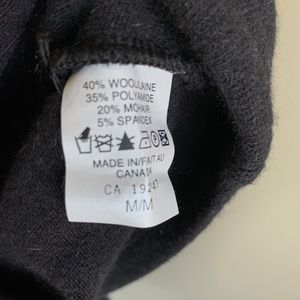 40% WOOL/LAINE
35% POLYAMIDE
20% MOHAIR
5% SPANDEX
MADE IN/FAIT AU
CANADA
CA 19247
M/M